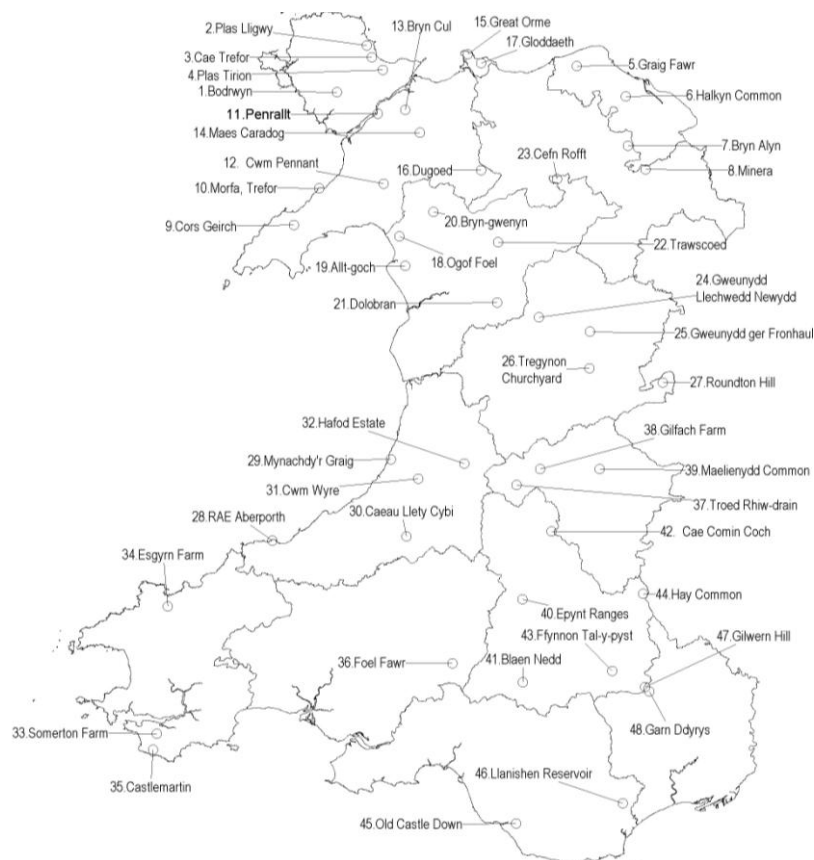 13.Bryn Cul
15.Great Orme
2.Plas Lligwy
17.Gloddaeth
3.Cae Trefor
5.Graig Fawr
4.Plas Tirion
1.Bodrwyn
6.Halkyn Common
11.Penrallt
14.Maes Caradog
7.Bryn Alyn
12. Cwm Pennant
16.Dugoed
23.Cefn Rofft
8.Minera
10.Morfa, Trefor
9.Cors Geirch
20.Bryn-gwenyn
22.Trawscoed
18.Ogof Foel
19.Allt-goch
24.Gweunydd
Llechwedd Newydd
21.Dolobran
25.Gweunydd ger Fronhaul
26.Tregynon
Churchyard
27.Roundton Hill
32.Hafod Estate
38.Gilfach Farm
29.Mynachdy'r Graig
39.Maelienydd Common
31.Cwm Wyre
37.Troed Rhiw-drain
30.Caeau Llety Cybi
28.RAE Aberporth
42. Cae Comin Coch
34.Esgyrn Farm
44.Hay Common
40.Epynt Ranges
47.Gilwern Hill
43.Ffynnon Tal-y-pyst
36.Foel Fawr
41.Blaen Nedd
33.Somerton Farm
48.Garn Ddyrys
35.Castlemartin
46.Llanishen Reservoir
45.Old Castle Down